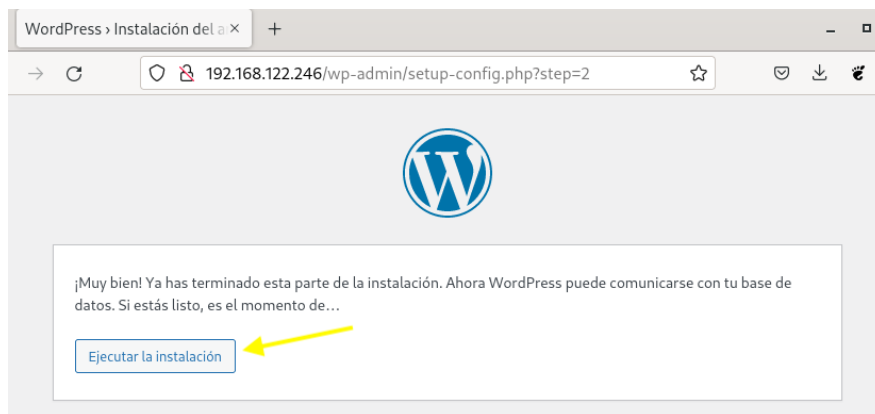 WordPress › Instalación del a
192.168.122.246/wp-admin/setup-config.php?step=2
¡Muy bien! Ya has terminado esta parte de la instalación. Ahora WordPress puede comunicarse con tu base de
datos. Si estás listo, es el momento de…
Ejecutar la instalación